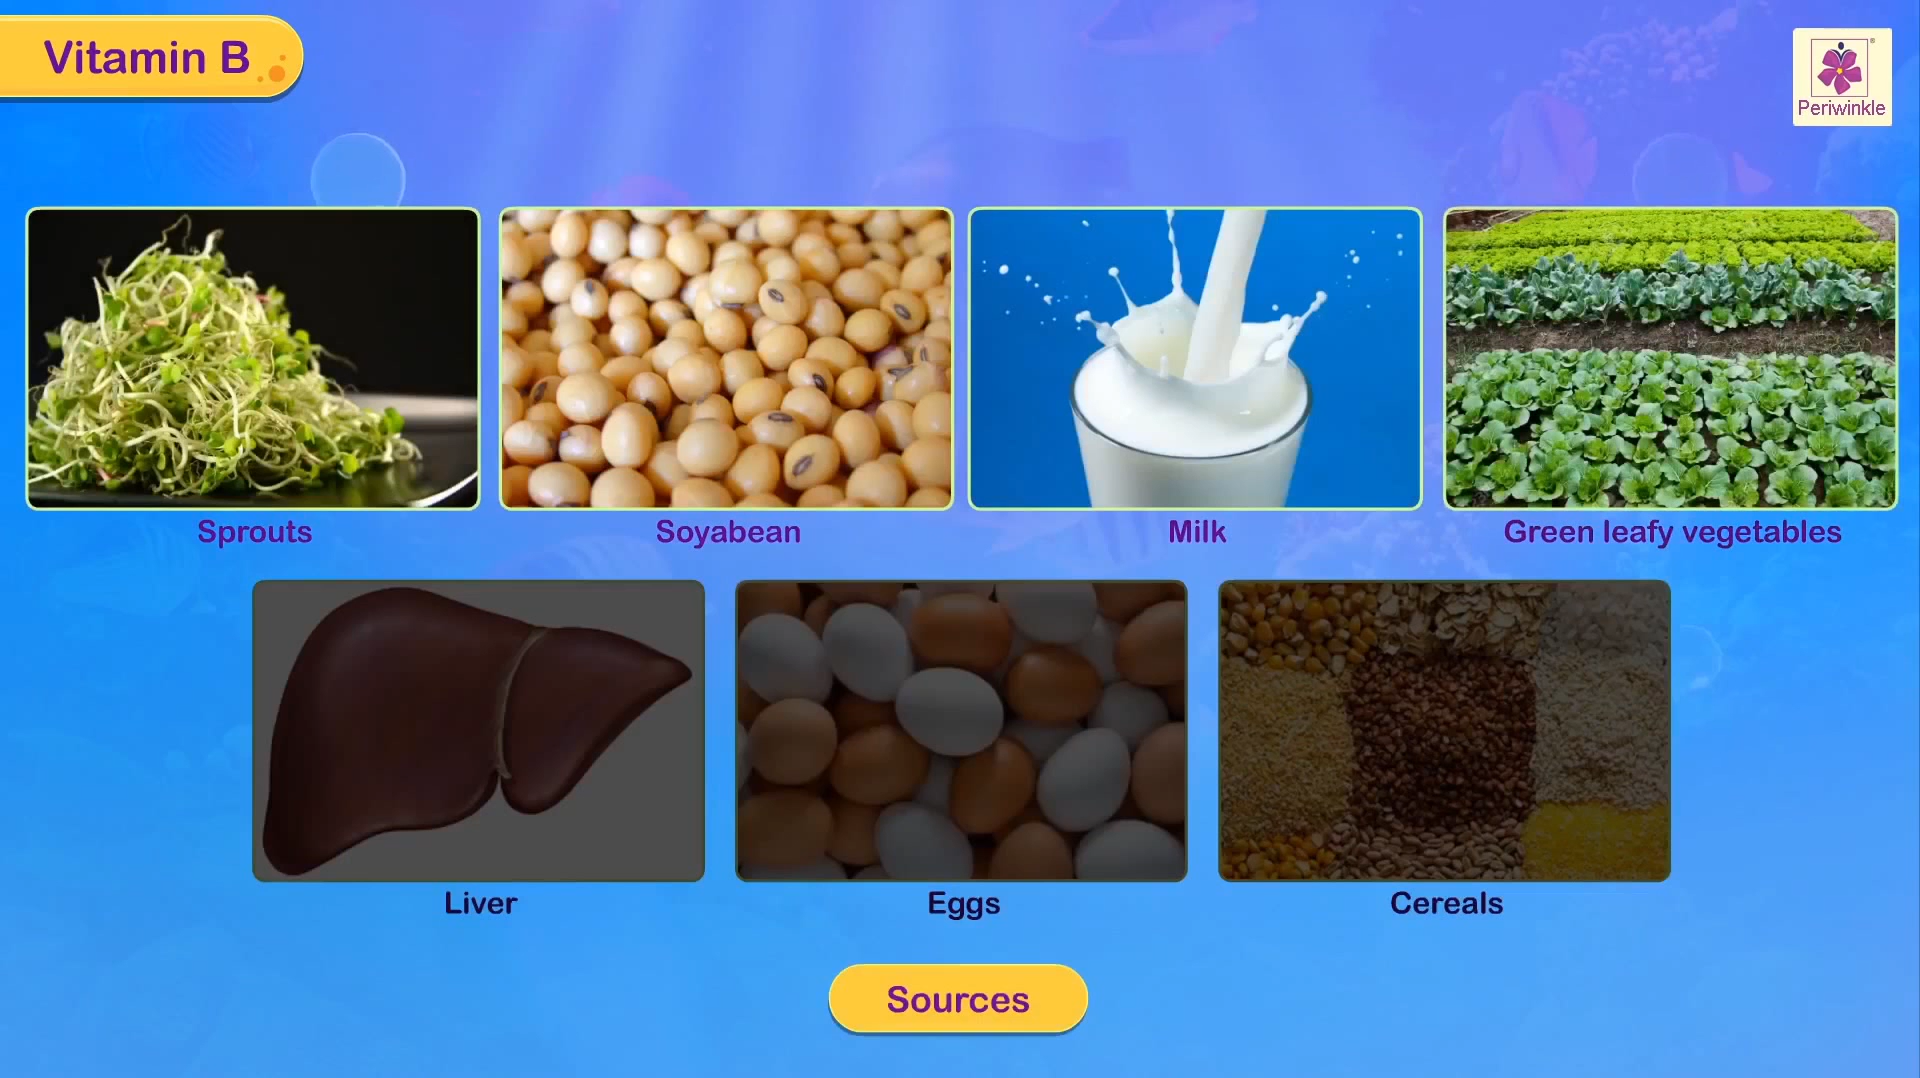 Vitamin B
Periwinkle
Sprouts
Soyabean
Milk
Green leafy vegetables
Liver
Eggs
Cereals
Sources